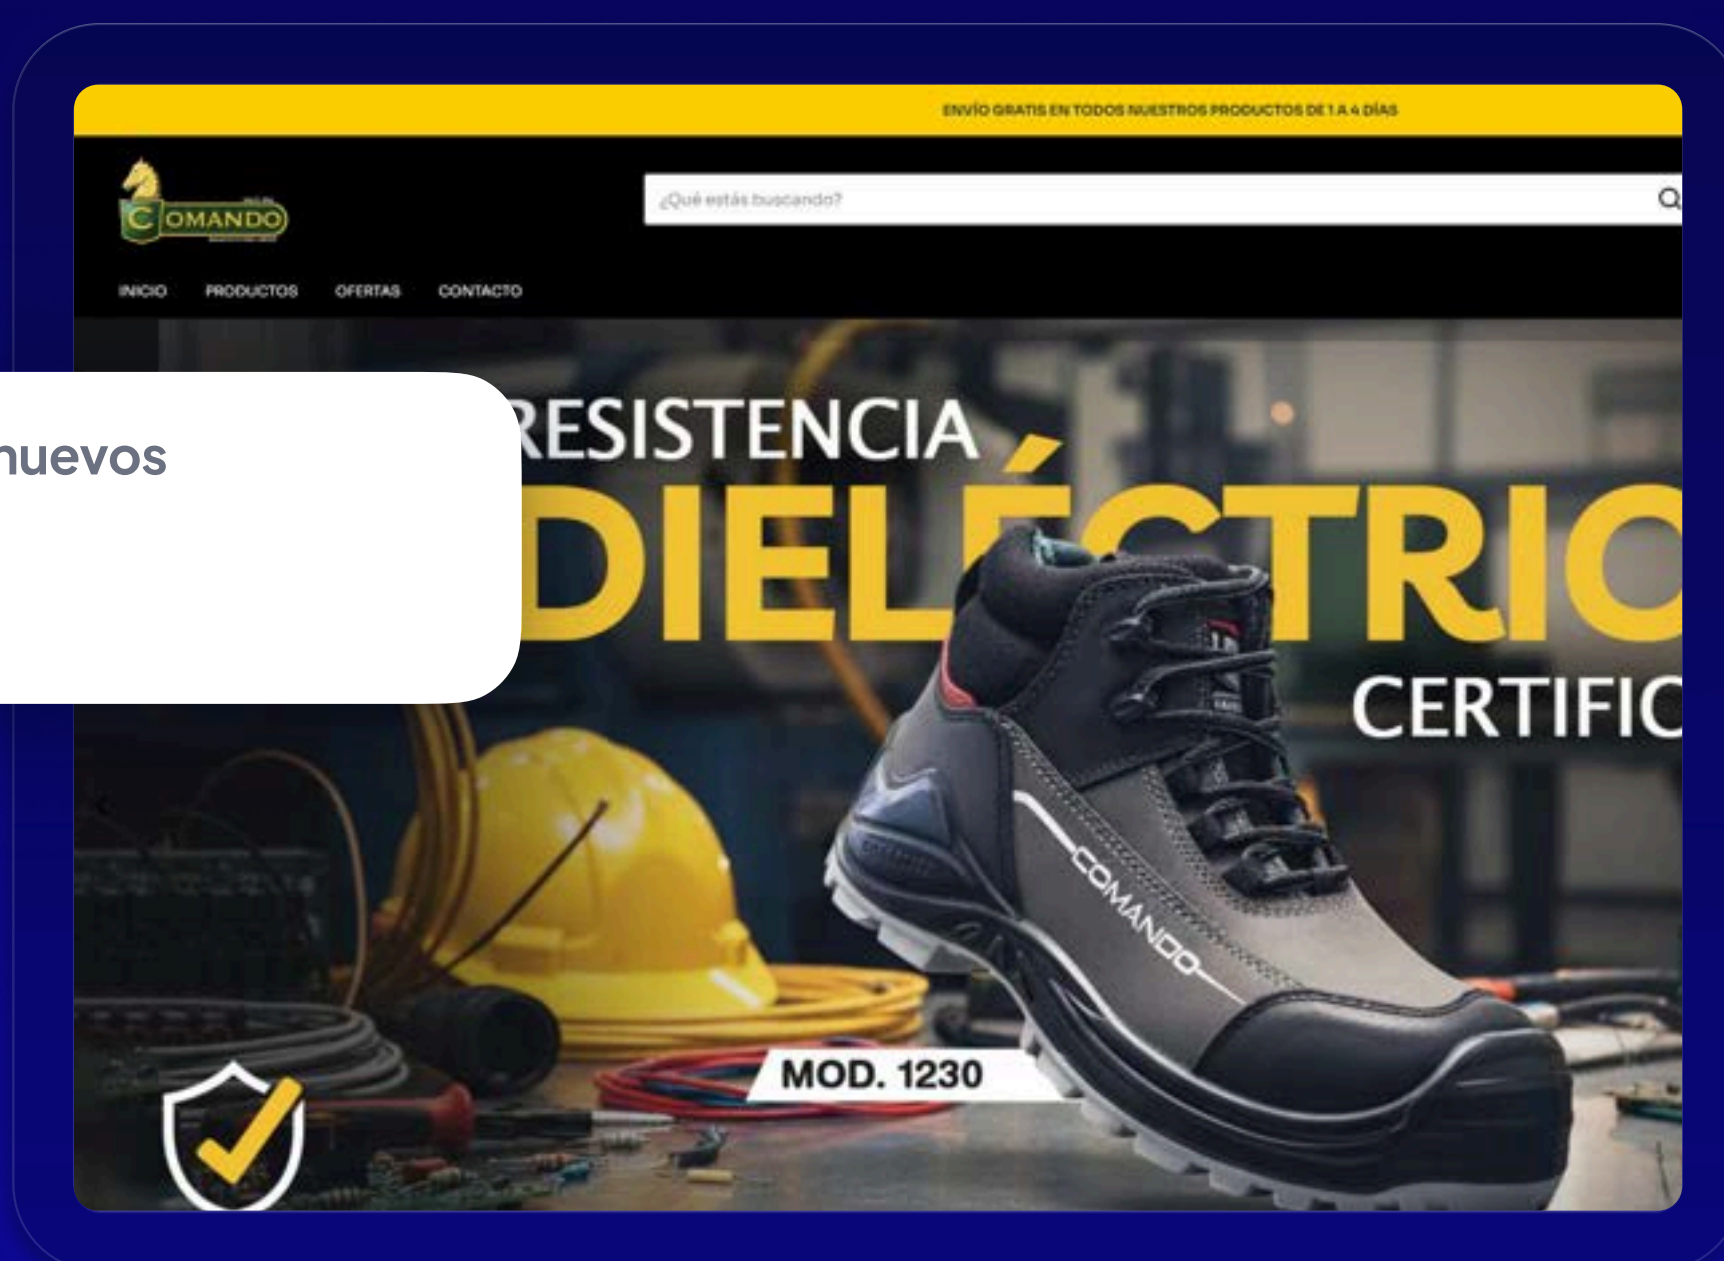 ENVÍO GRATIS EN TODOS NUESTROS PRODUCTOS DE 1 A 4 DÍAS
COMANDO
¿Qué estás buscando?
INICIO PRODUCTOS OFERTAS CONTACTO
nuevos
RESISTENCIA
DIELÉCTRIC
CERTIFIC
COMANDO
MOD. 1230